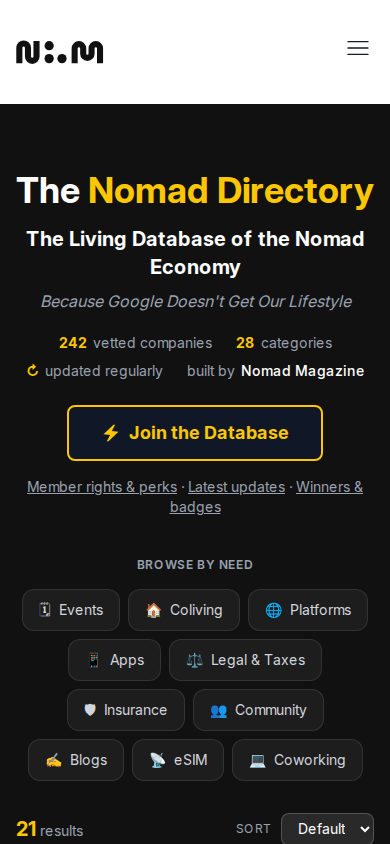 N:.M
The Nomad Directory
The Living Database of the Nomad
Economy
Because Google Doesn't Get Our Lifestyle
242 vetted companies 28 categories
↻ updated regularly built by Nomad Magazine
⚡ Join the Database
Member rights & perks · Latest updates · Winners &
badges
BROWSE BY NEED
Events Coliving Platforms
Apps Legal & Taxes
Insurance Community
Blogs eSIM Coworking
21 results SORT Default